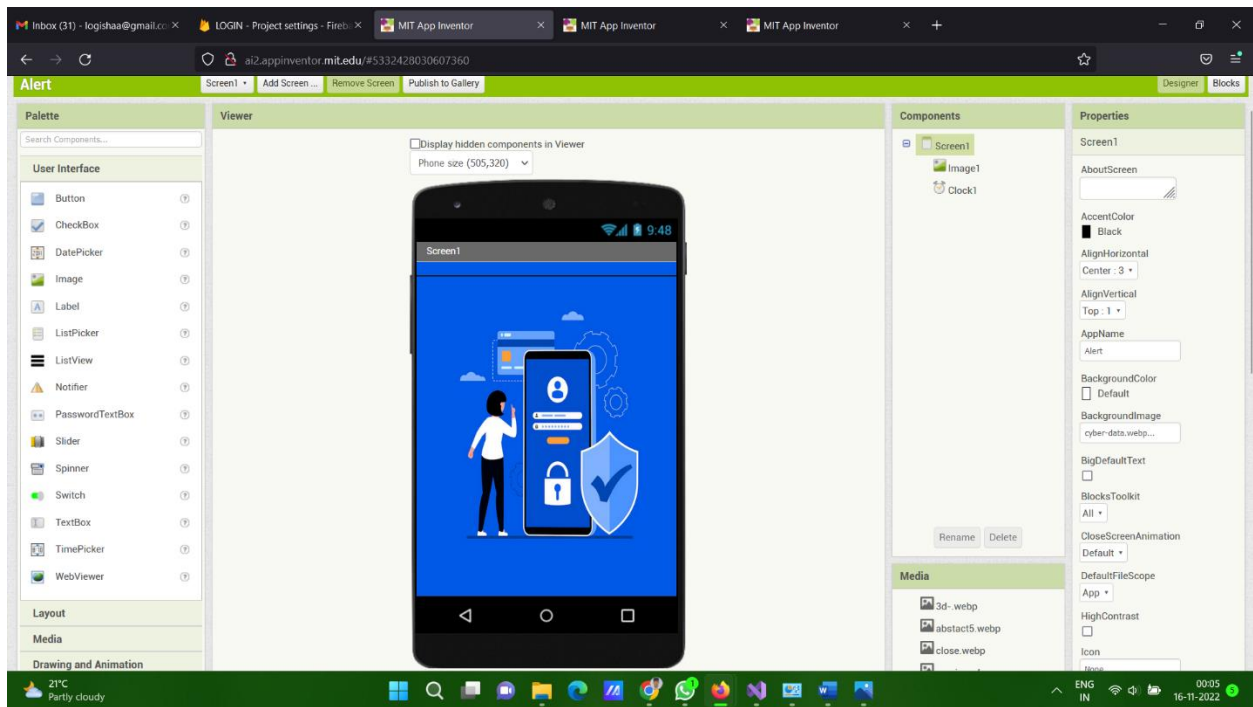 Inbox (31) - logishaa@gmail.co
LOGIN - Project settings - Fireb
MIT App Inventor
MIT App Inventor
MIT App Inventor
ai2.appinventor.mit.edu/#5332428030607360
Alert
Screen1
Add Screen ...
Remove Screen
Publish to Gallery
Designer
Blocks
Palette
Search Components...
User Interface
Button
CheckBox
DatePicker
Image
Label
ListPicker
ListView
Notifier
PasswordTextBox
Slider
Spinner
Switch
TextBox
TimePicker
WebViewer
Layout
Media
Drawing and Animation
Viewer
Display hidden components in Viewer
Phone size (505,320)
9:48
Screen1
Components
Screen1
Image1
Clock1
Rename
Delete
Media
3d-.webp
abstact5.webp
close.webp
Properties
Screen1
AboutScreen
AccentColor
Black
AlignHorizontal
Center : 3
AlignVertical
Top : 1
AppName
Alert
BackgroundColor
Default
BackgroundImage
cyber-data.webp...
BigDefaultText
BlocksToolkit
All
CloseScreenAnimation
Default
DefaultFileScope
App
HighContrast
Icon
None
21°C
Partly cloudy
ENG
IN
00:05
16-11-2022
5